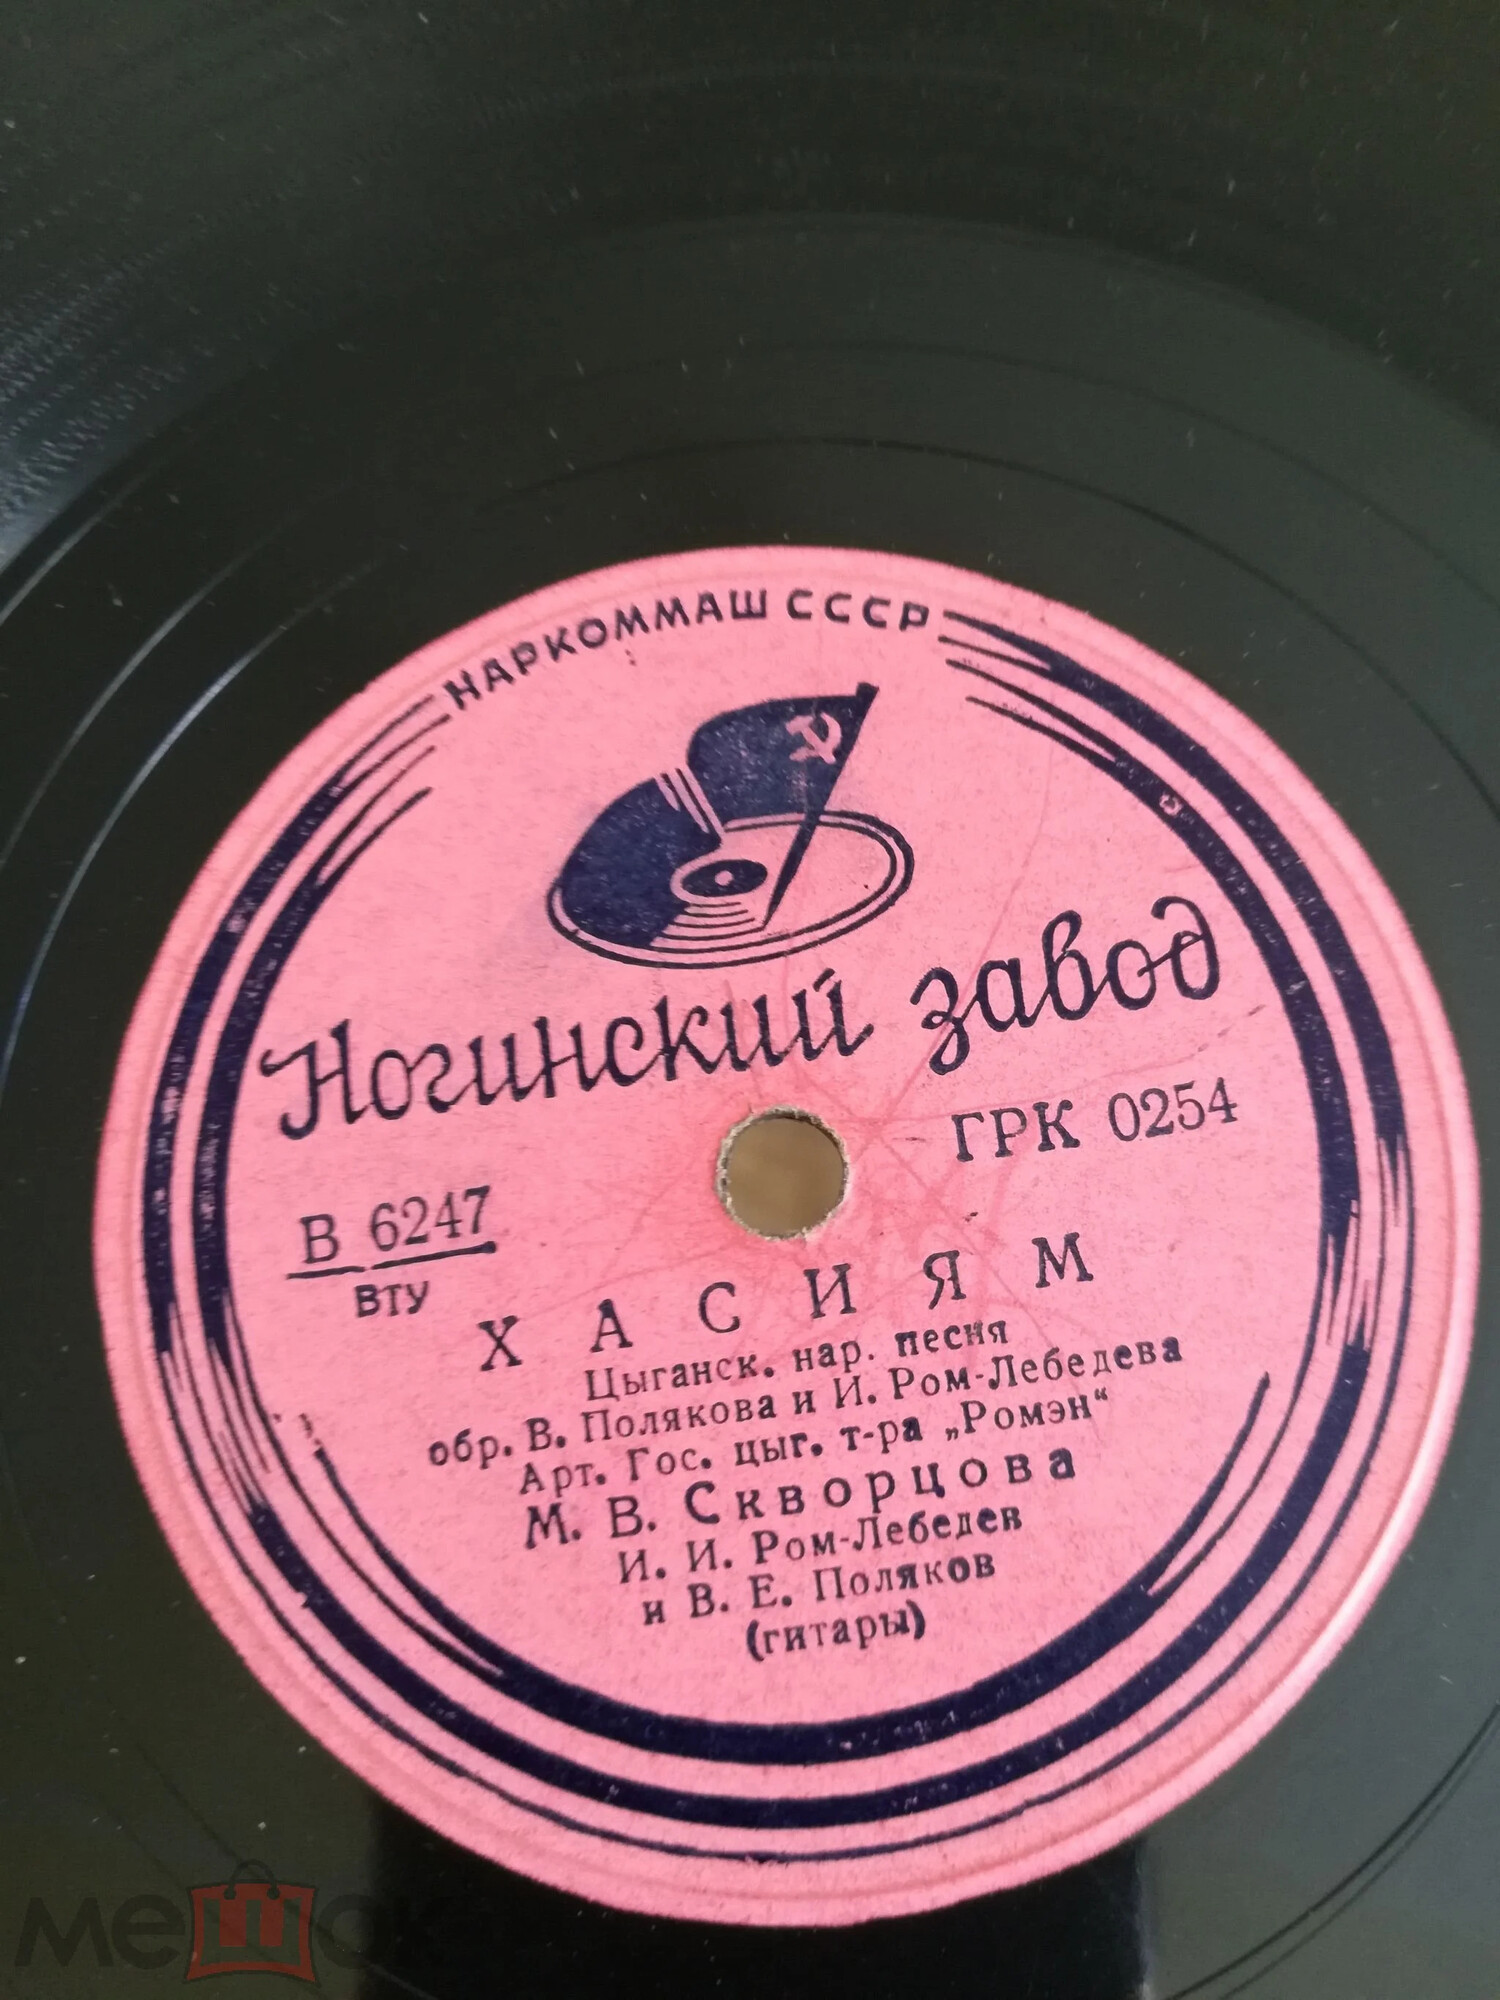 НАРКОММАШ СССР
Ногинский завод
ГРК 0254
В 6247
ВТУ
ХАСИЯМ
Цыганск. нар. песня
обр. В. Полякова и И. Ром-Лебедева
Арт. Гос. цыг. т-ра „Ромэн“
М. В. Скворцова
И. И. Ром-Лебедев
и В. Е. Поляков
(гитары)
мешок